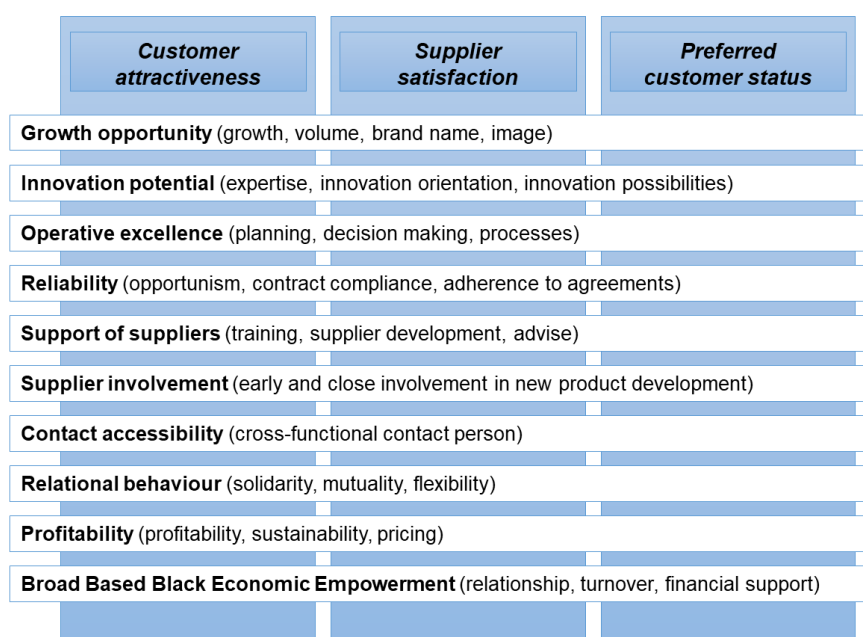 Customer
attractiveness
Supplier
satisfaction
Preferred
customer status
Growth opportunity (growth, volume, brand name, image)
Innovation potential (expertise, innovation orientation, innovation possibilities)
Operative excellence (planning, decision making, processes)
Reliability (opportunism, contract compliance, adherence to agreements)
Support of suppliers (training, supplier development, advise)
Supplier involvement (early and close involvement in new product development)
Contact accessibility (cross-functional contact person)
Relational behaviour (solidarity, mutuality, flexibility)
Profitability (profitability, sustainability, pricing)
Broad Based Black Economic Empowerment (relationship, turnover, financial support)